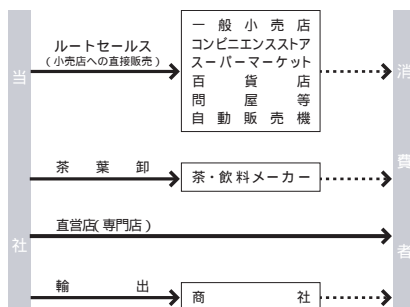 当社
ルートセールス
(小売店への直接販売)
一般小売店
コンビニエンスストア
スーパーマーケット
百貨店
問屋等
自動販売機
茶葉卸
茶・飲料メーカー
直営店(専門店)
輸出
商社
消費者